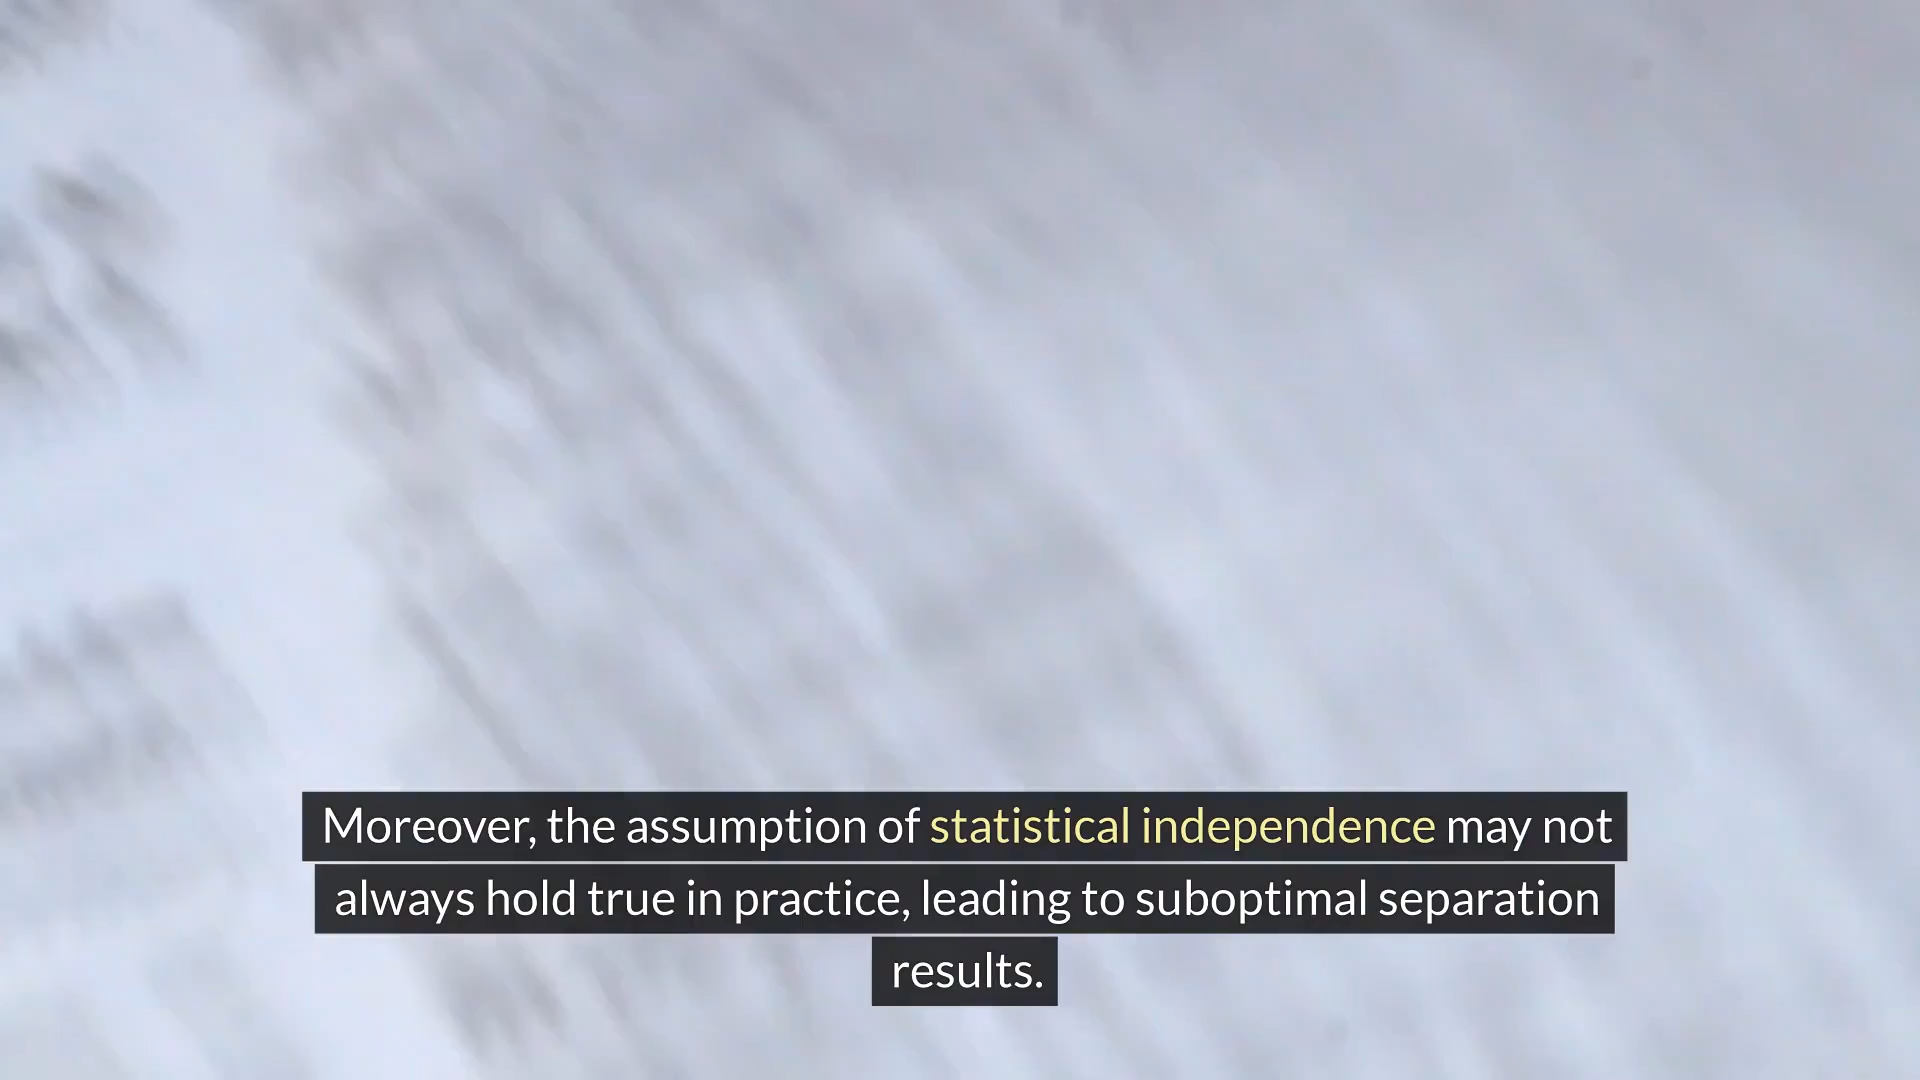 Moreover, the assumption of statistical independence may not
always hold true in practice, leading to suboptimal separation
results.